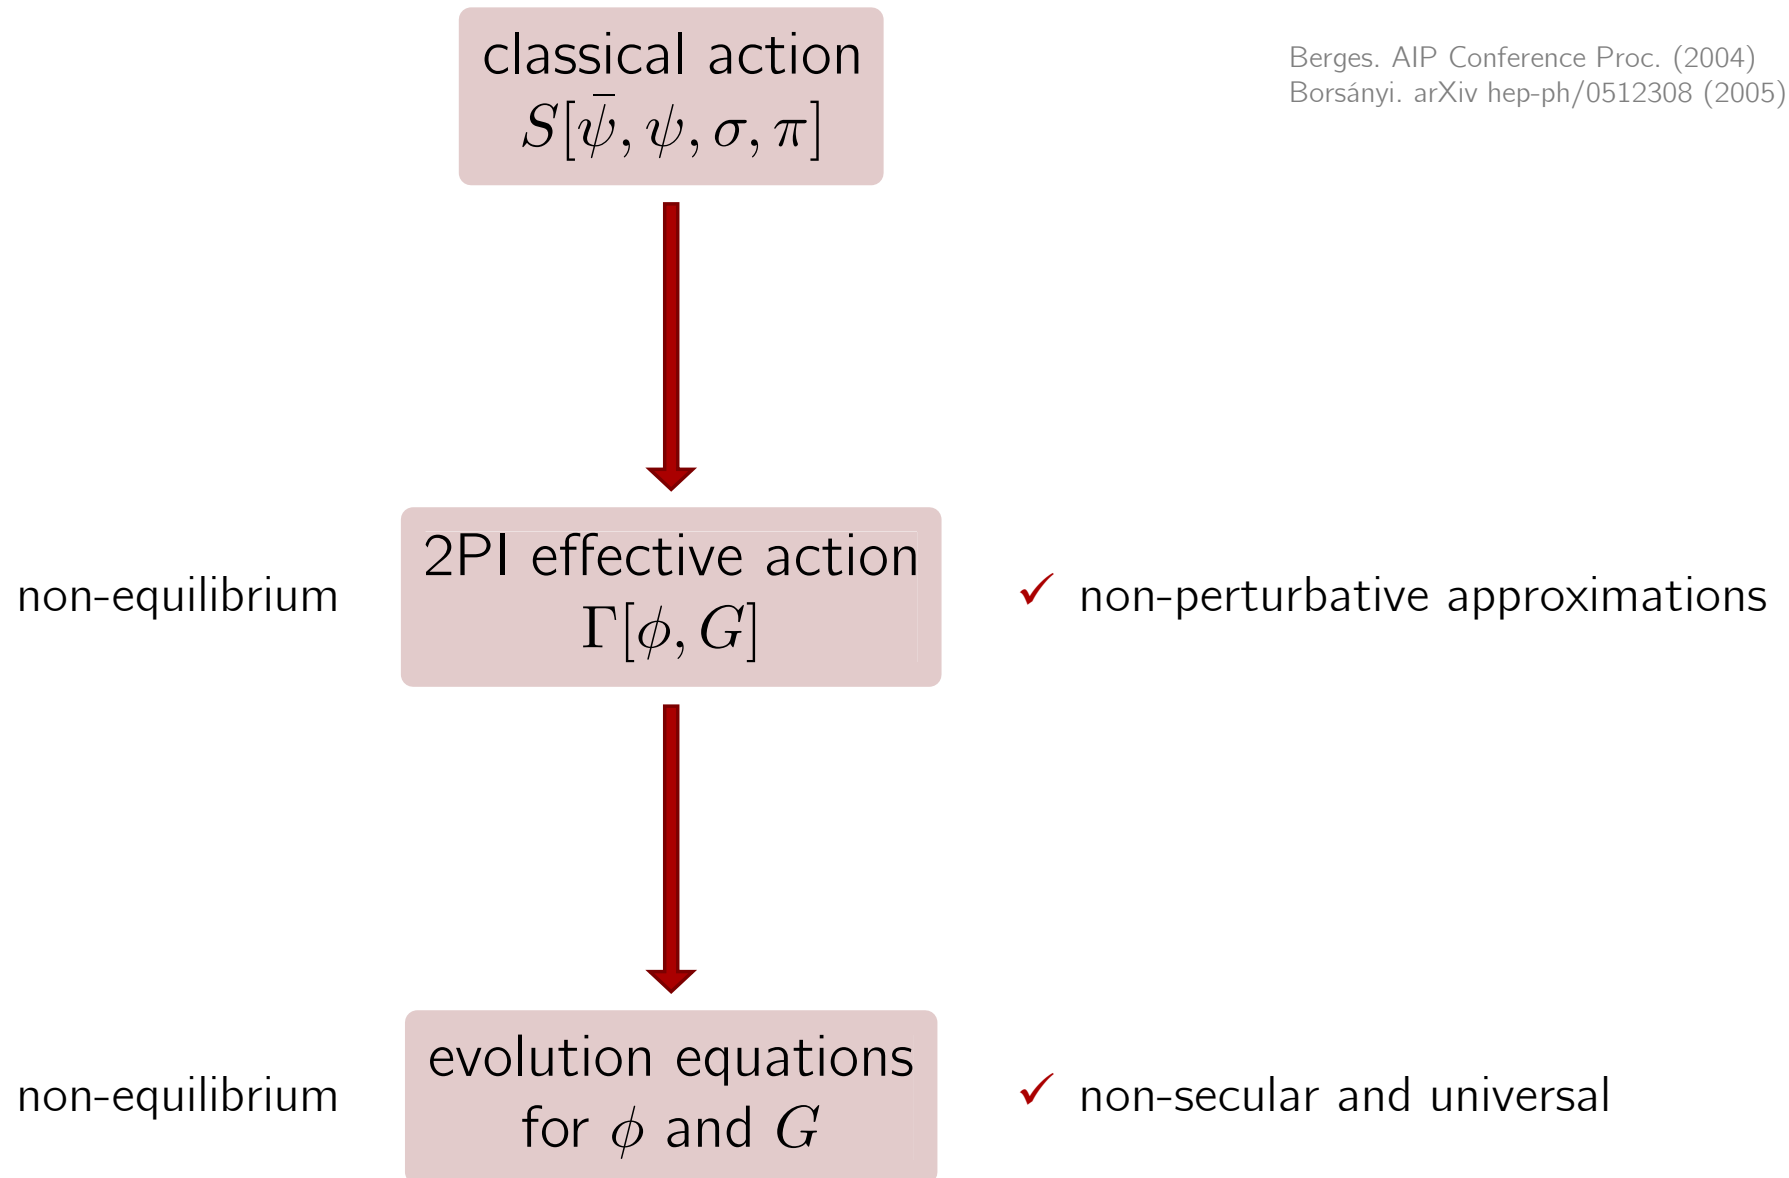 classical action
S[ψ̄, ψ, σ, π]
Berges. AIP Conference Proc. (2004)
Borsányi. arXiv hep-ph/0512308 (2005)
non-equilibrium
2PI effective action
Γ[ϕ, G]
✓ non-perturbative approximations
non-equilibrium
evolution equations
for ϕ and G
✓ non-secular and universal